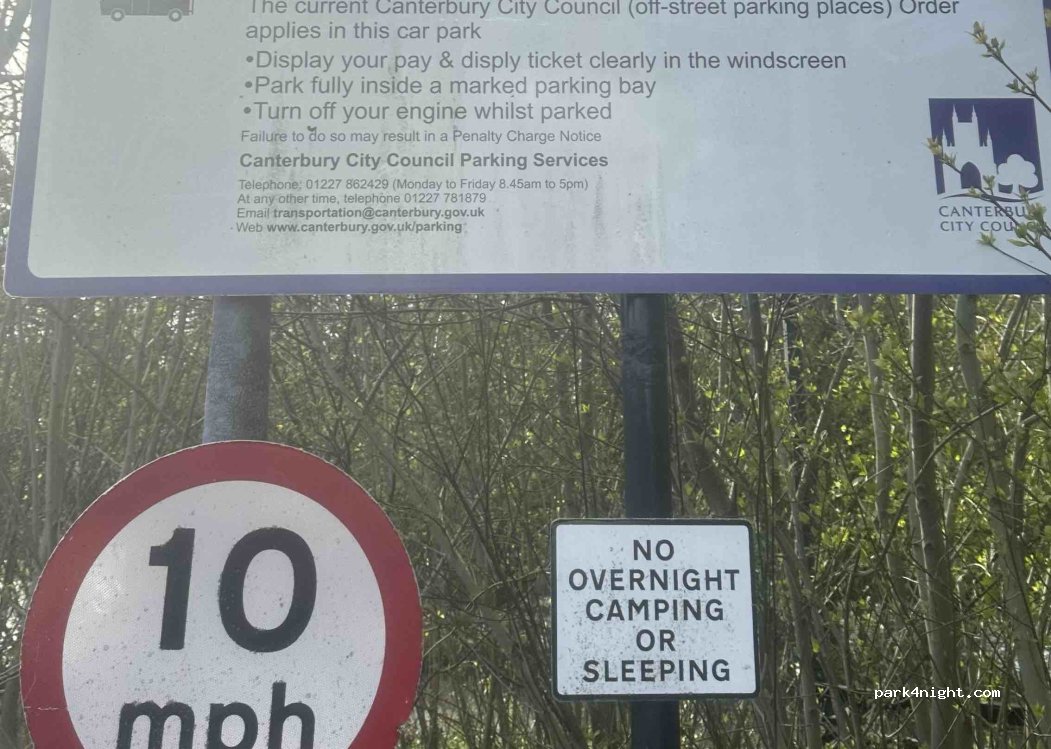 The current Canterbury City Council (off-street parking places) Order
applies in this car park
•Display your pay & disply ticket clearly in the windscreen
•Park fully inside a marked parking bay
•Turn off your engine whilst parked
Failure to do so may result in a Penalty Charge Notice
Canterbury City Council Parking Services
Telephone: 01227 862429 (Monday to Friday 8.45am to 5pm)
At any other time, telephone 01227 781879
Email transportation@canterbury.gov.uk
Web www.canterbury.gov.uk/parking
CANTERBU
CITY COU
10
mph
NO
OVERNIGHT
CAMPING
OR
SLEEPING
park4night.com